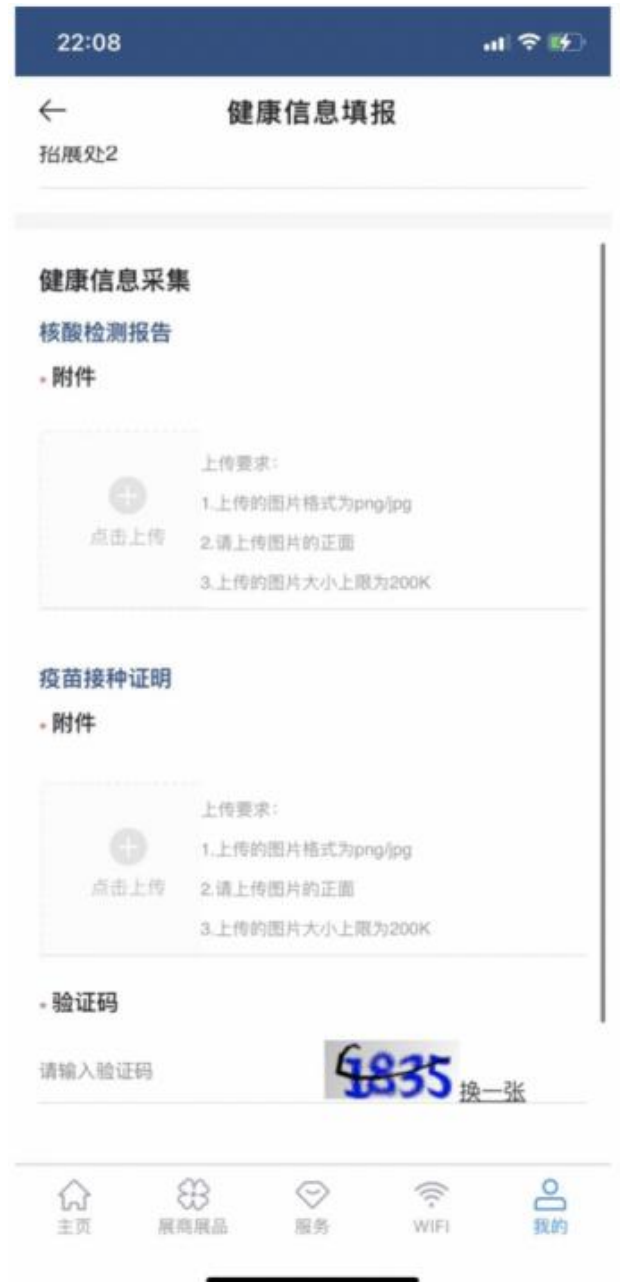 22:08
健康信息填报
招展处2
健康信息采集
核酸检测报告
附件
上传要求:
1.上传的图片格式为png/jpg
点击上传
2.请上传图片的正面
3.上传的图片大小上限为200K
疫苗接种证明
附件
上传要求:
1.上传的图片格式为png/jpg
点击上传
2.请上传图片的正面
3.上传的图片大小上限为200K
验证码
请输入验证码
换一张
主页
展商展品
服务
WIFI
我的